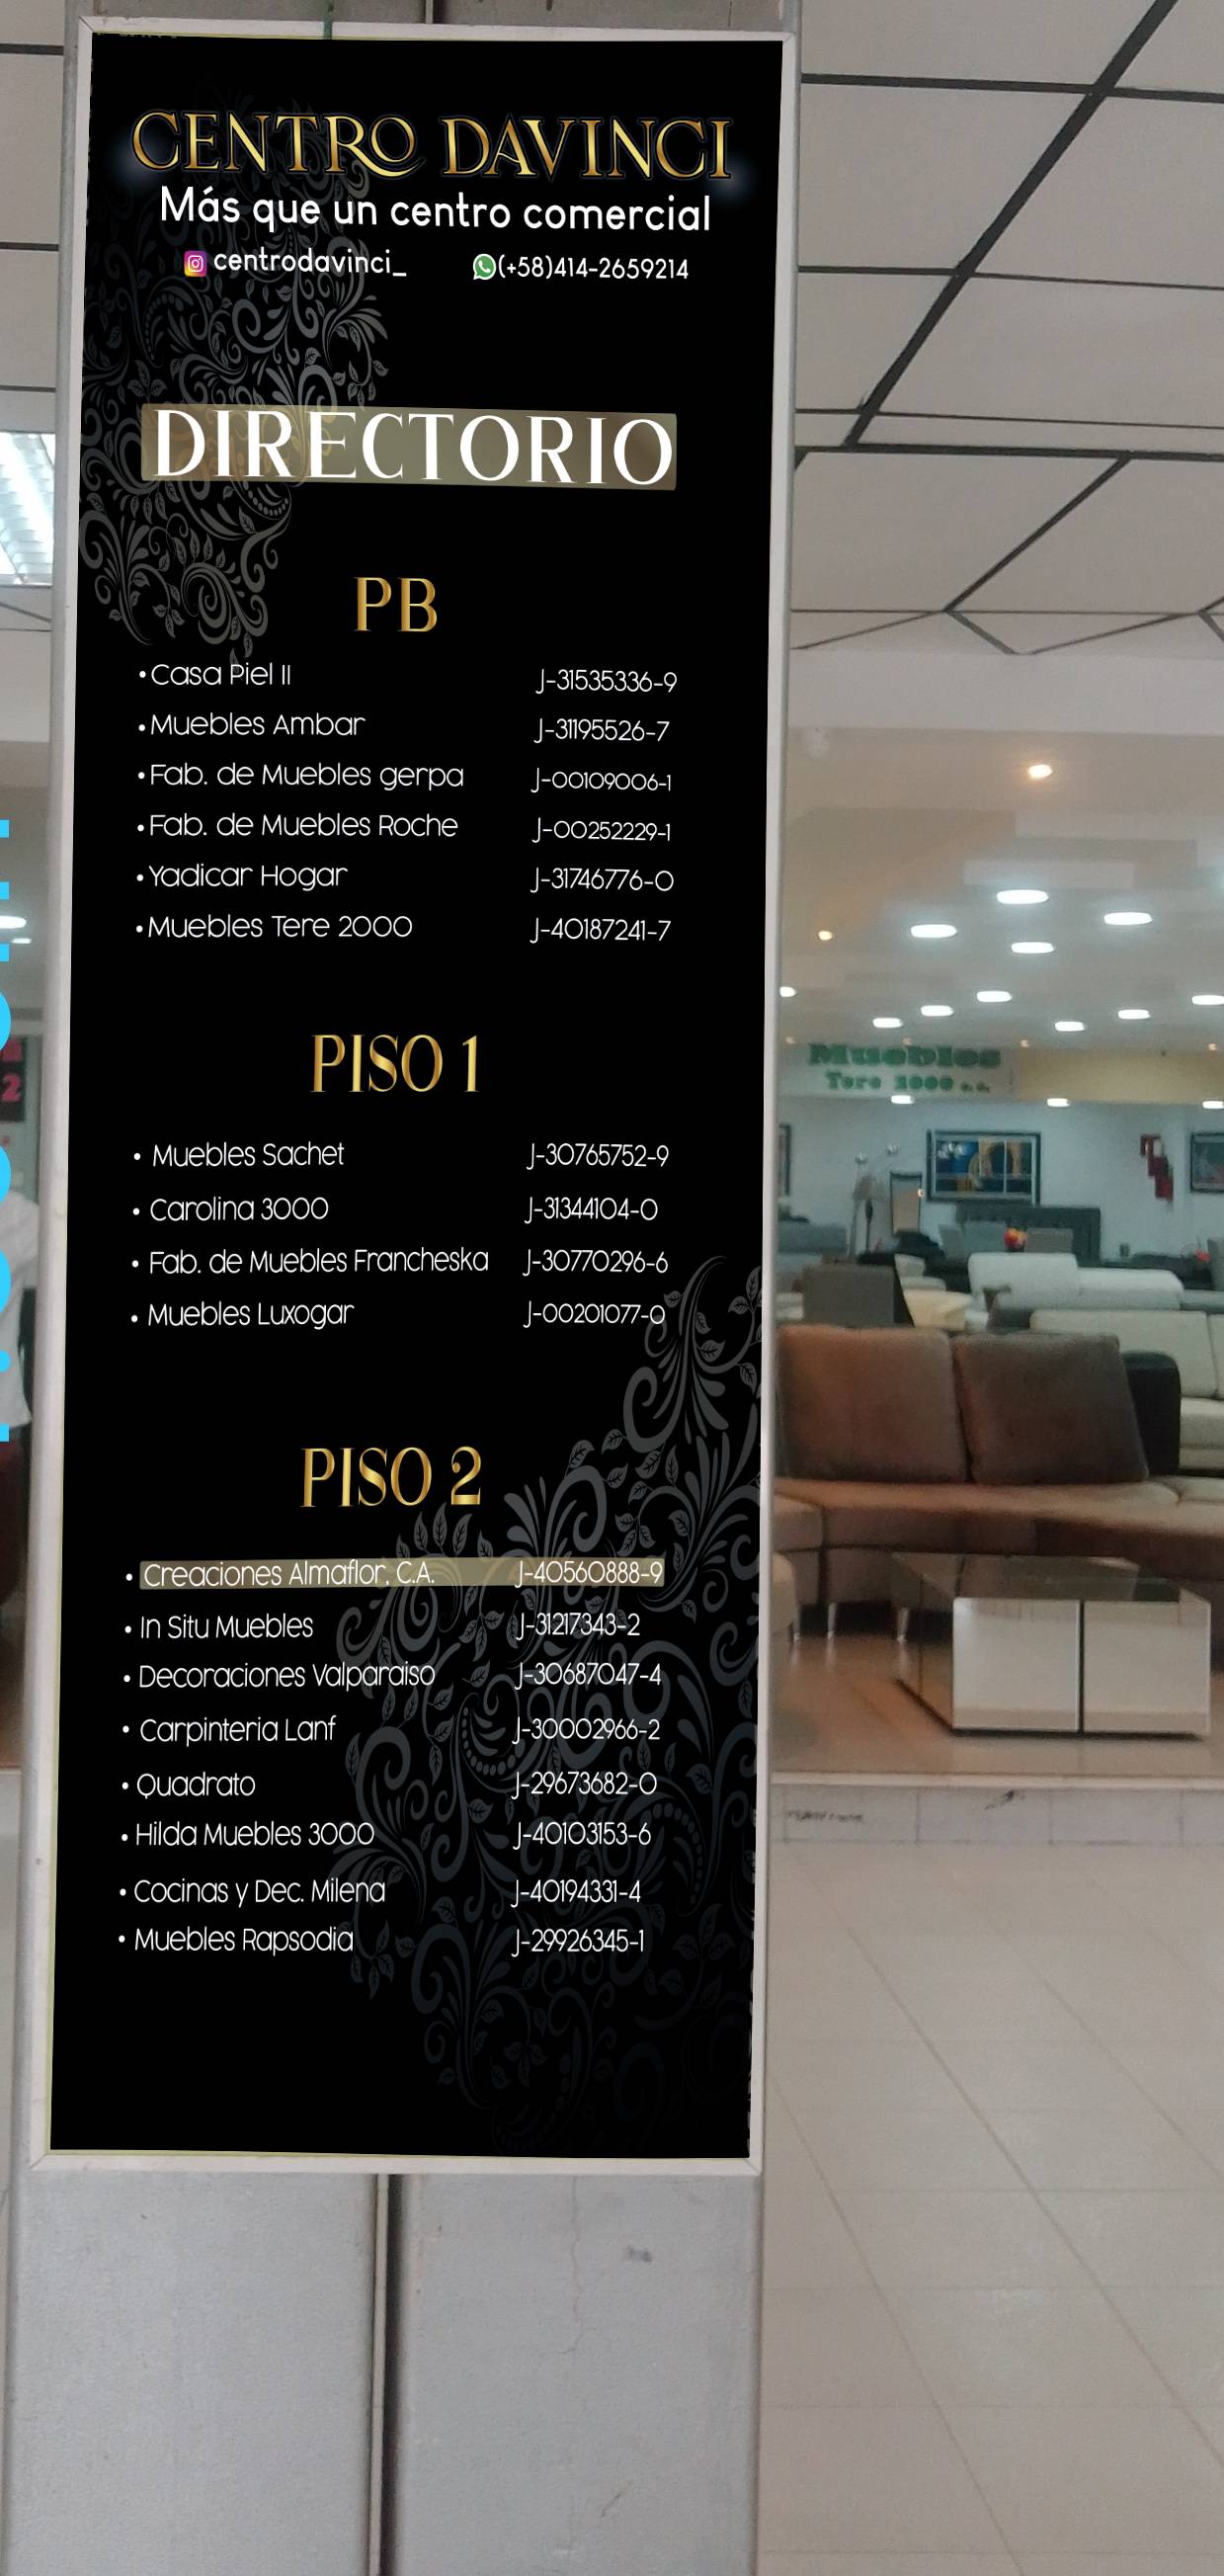 CENTRO DAVINCI
Más que un centro comercial
centrodavinci_ (+58)414-2659214
DIRECTORIO
PB
•Casa Piel II J-31535336-9
•Muebles Ambar J-31195526-7
•Fab. de Muebles gerpa J-00109006-1
•Fab. de Muebles Roche J-00252229-1
•Yadicar Hogar J-31746776-0
•Muebles Tere 2000 J-40187241-7
PISO 1
• Muebles Sachet J-30765752-9
• Carolina 3000 J-31344104-0
• Fab. de Muebles Francheska J-30770296-6
• Muebles Luxogar J-00201077-0
PISO 2
• Creaciones Almaflor, C.A. J-40560888-9
• In Situ Muebles J-31217343-2
• Decoraciones Valparaiso J-30687047-4
• Carpinteria Lanf J-30002966-2
• Quadrato J-29673682-0
• Hilda Muebles 3000 J-40103153-6
• Cocinas y Dec. Milena J-40194331-4
• Muebles Rapsodia J-29926345-1
Muebles
Tere 2000 c.a.
2